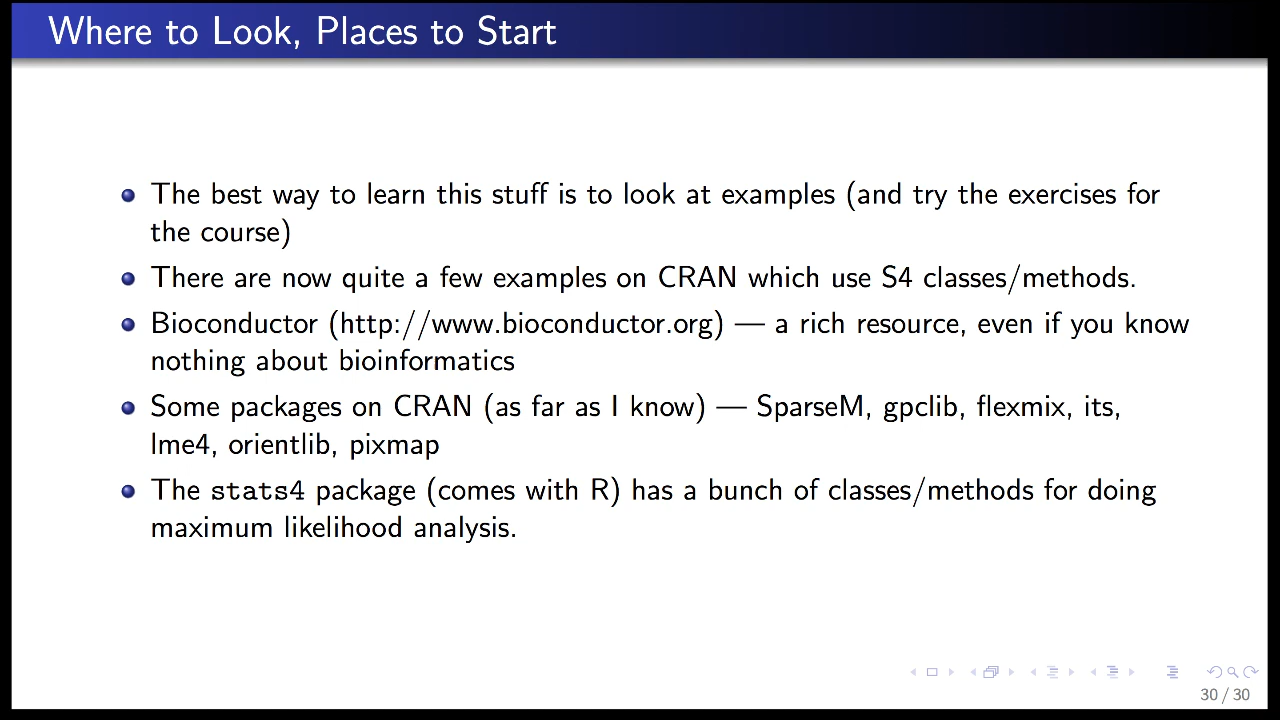 Where to Look, Places to Start
The best way to learn this stuff is to look at examples (and try the exercises for
the course)
There are now quite a few examples on CRAN which use S4 classes/methods.
Bioconductor (http://www.bioconductor.org) — a rich resource, even if you know
nothing about bioinformatics
Some packages on CRAN (as far as I know) — SparseM, gpclib, flexmix, its,
lme4, orientlib, pixmap
The stats4 package (comes with R) has a bunch of classes/methods for doing
maximum likelihood analysis.
30 / 30